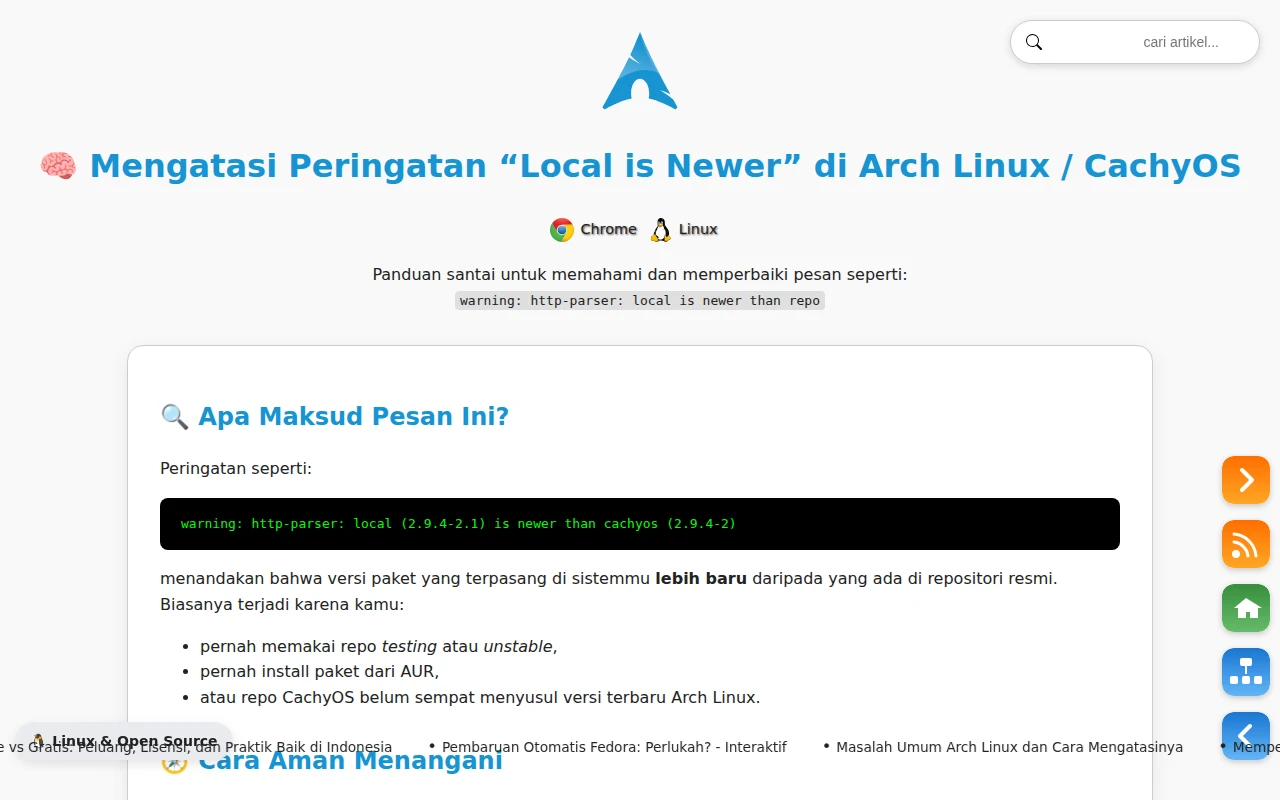 cari artikel...
Mengatasi Peringatan “Local is Newer” di Arch Linux / CachyOS
Chrome Linux
Panduan santai untuk memahami dan memperbaiki pesan seperti:
warning: http-parser: local is newer than repo
Apa Maksud Pesan Ini?
Peringatan seperti:
warning: http-parser: local (2.9.4-2.1) is newer than cachyos (2.9.4-2)
menandakan bahwa versi paket yang terpasang di sistemmu lebih baru daripada yang ada di repositori resmi.
Biasanya terjadi karena kamu:
• pernah memakai repo testing atau unstable,
• pernah install paket dari AUR,
• atau repo CachyOS belum sempat menyusul versi terbaru Arch Linux.
Linux & Open Source
e vs Gratis: Peluang, Lisensi, dan Praktik Baik di Indonesia • Pembaruan Otomatis Fedora: Perlukah? - Interaktif • Masalah Umum Arch Linux dan Cara Mengatasinya • Mempe
Cara Aman Menangani